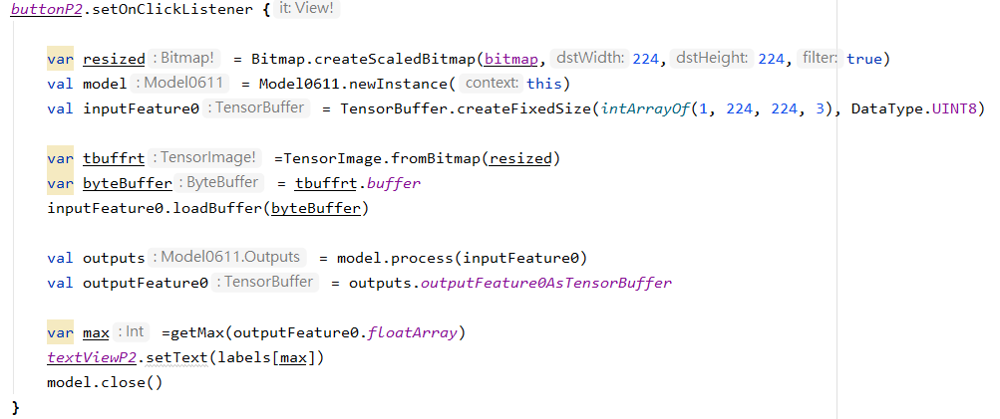 buttonP2.setOnClickListener { it: View!
var resized : Bitmap! = Bitmap.createScaledBitmap(bitmap, dstWidth: 224, dstHeight: 224, filter: true)
val model : Model0611 = Model0611.newInstance( context: this)
val inputFeature0 : TensorBuffer = TensorBuffer.createFixedSize(intArrayOf(1, 224, 224, 3), DataType.UINT8)
var tbuffrt : TensorImage! =TensorImage.fromBitmap(resized)
var byteBuffer : ByteBuffer = tbuffrt.buffer
inputFeature0.loadBuffer(byteBuffer)
val outputs : Model0611.Outputs = model.process(inputFeature0)
val outputFeature0 : TensorBuffer = outputs.outputFeature0AsTensorBuffer
var max : Int =getMax(outputFeature0.floatArray)
textViewP2.setText(labels[max])
model.close()
}